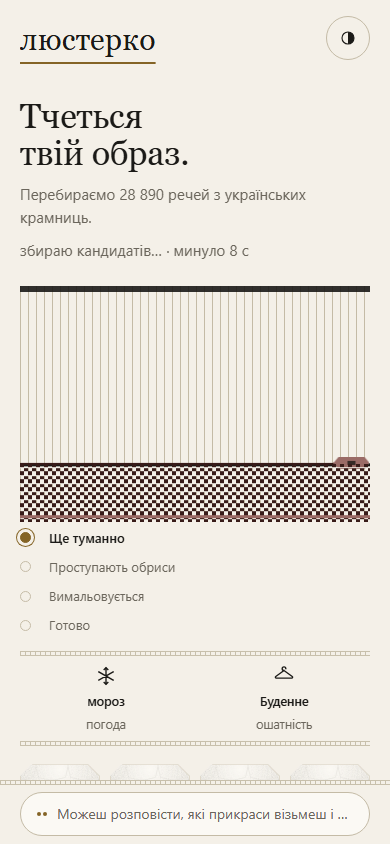 люстерко
Тчеться
твій образ.
Перебираємо 28 890 речей з українських
крамниць.
збираю кандидатів... · минуло 8 с
Ще туманно
Проступають обриси
Вимальовується
Готово
мороз
Буденне
погода
ошатність
Можеш розповісти, які прикраси візьмеш і ...